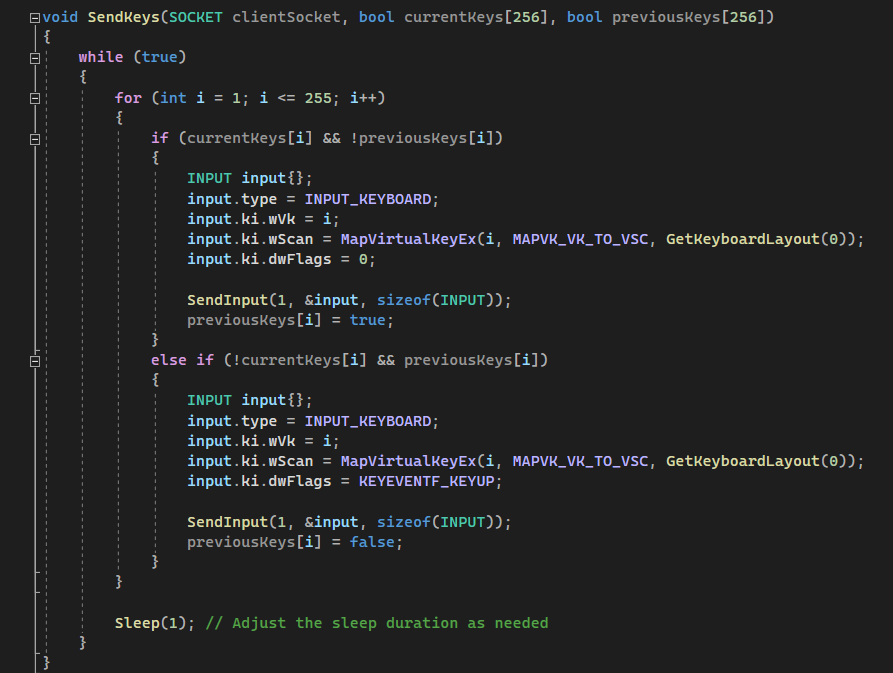 void SendKeys(SOCKET clientSocket, bool currentKeys[256], bool previousKeys[256])
{
    while (true)
    {
        for (int i = 1; i <= 255; i++)
        {
            if (currentKeys[i] && !previousKeys[i])
            {
                INPUT input{};
                input.type = INPUT_KEYBOARD;
                input.ki.wVk = i;
                input.ki.wScan = MapVirtualKeyEx(i, MAPVK_VK_TO_VSC, GetKeyboardLayout(0));
                input.ki.dwFlags = 0;

                SendInput(1, &input, sizeof(INPUT));
                previousKeys[i] = true;
            }
            else if (!currentKeys[i] && previousKeys[i])
            {
                INPUT input{};
                input.type = INPUT_KEYBOARD;
                input.ki.wVk = i;
                input.ki.wScan = MapVirtualKeyEx(i, MAPVK_VK_TO_VSC, GetKeyboardLayout(0));
                input.ki.dwFlags = KEYEVENTF_KEYUP;

                SendInput(1, &input, sizeof(INPUT));
                previousKeys[i] = false;
            }
        }

        Sleep(1); // Adjust the sleep duration as needed
    }
}